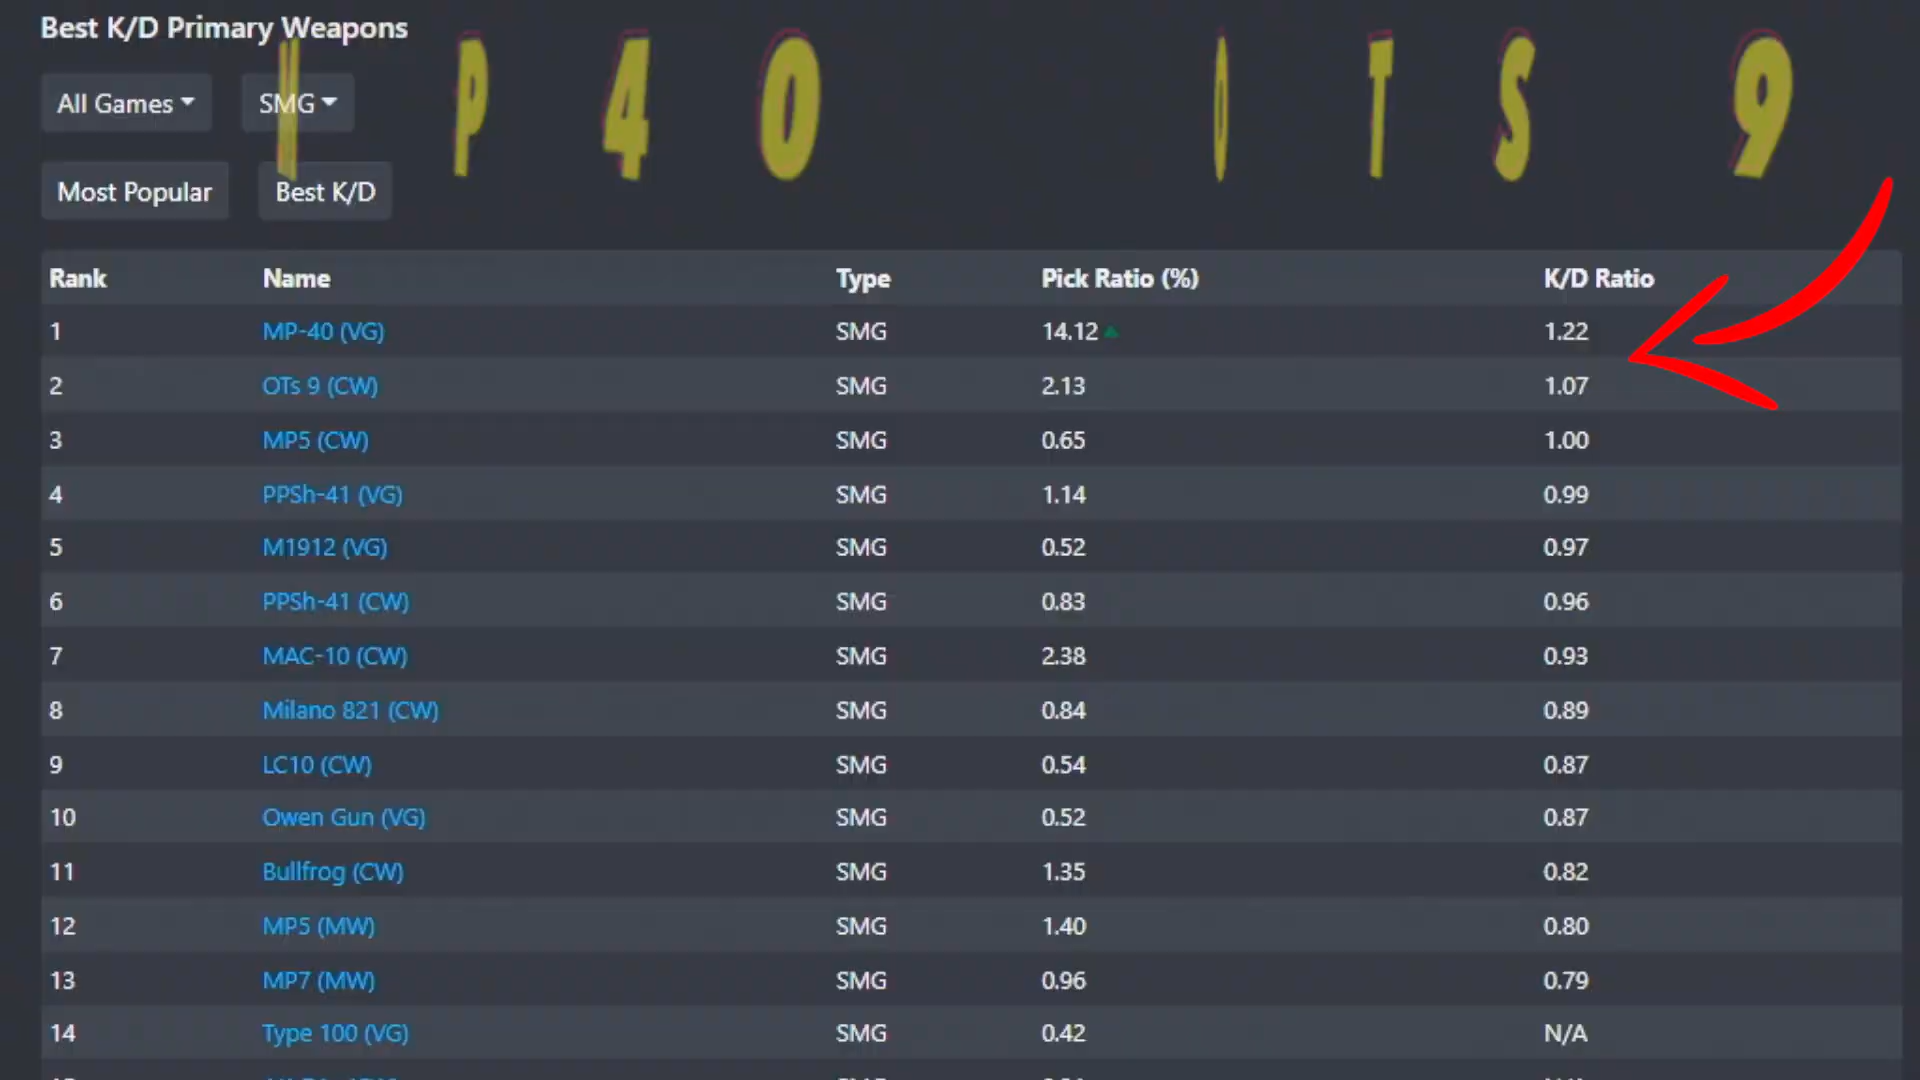 Best K/D Primary Weapons
P40 OTS 9
All Games SMG
Most Popular Best K/D
Rank Name Type Pick Ratio (%) K/D Ratio
1 MP-40 (VG) SMG 14.12 1.22
2 OTs 9 (CW) SMG 2.13 1.07
3 MP5 (CW) SMG 0.65 1.00
4 PPSh-41 (VG) SMG 1.14 0.99
5 M1912 (VG) SMG 0.52 0.97
6 PPSh-41 (CW) SMG 0.83 0.96
7 MAC-10 (CW) SMG 2.38 0.93
8 Milano 821 (CW) SMG 0.84 0.89
9 LC10 (CW) SMG 0.54 0.87
10 Owen Gun (VG) SMG 0.52 0.87
11 Bullfrog (CW) SMG 1.35 0.82
12 MP5 (MW) SMG 1.40 0.80
13 MP7 (MW) SMG 0.96 0.79
14 Type 100 (VG) SMG 0.42 N/A